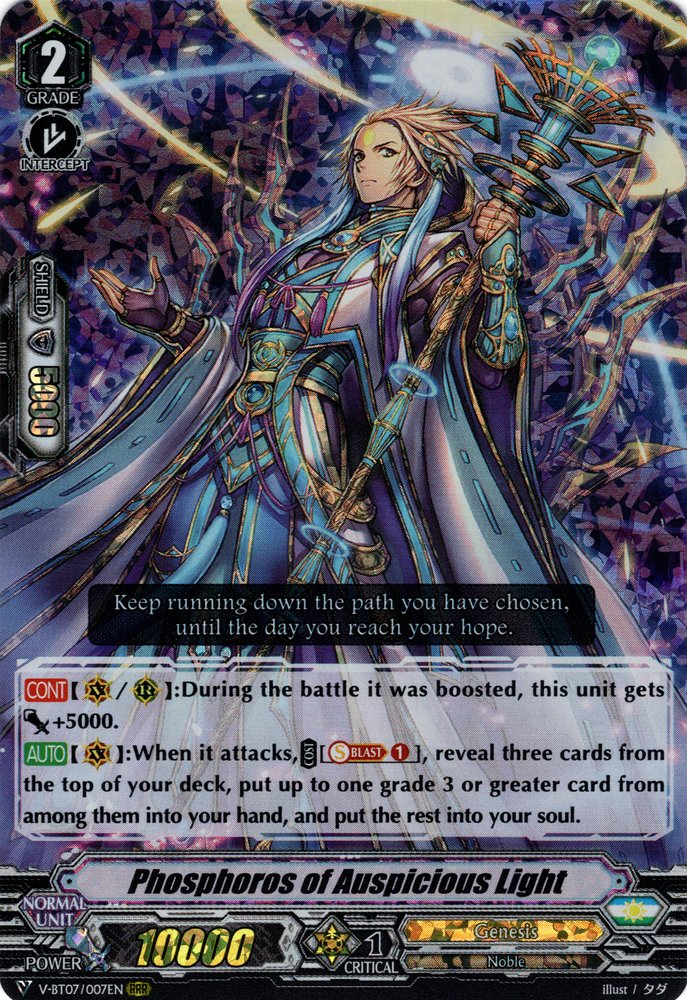 2
GRADE
INTERCEPT
SHIELD
5000
Keep running down the path you have chosen,
until the day you reach your hope.
CONT【 V / R 】:During the battle it was boosted, this unit gets
+5000.
AUTO【 V 】:When it attacks, COST [S BLAST 1], reveal three cards from
the top of your deck, put up to one grade 3 or greater card from
among them into your hand, and put the rest into your soul.
Phosphoros of Auspicious Light
NORMAL
UNIT
POWER
10000
1
CRITICAL
Genesis
Noble
V-BT07/007EN RRR
illust / タダ